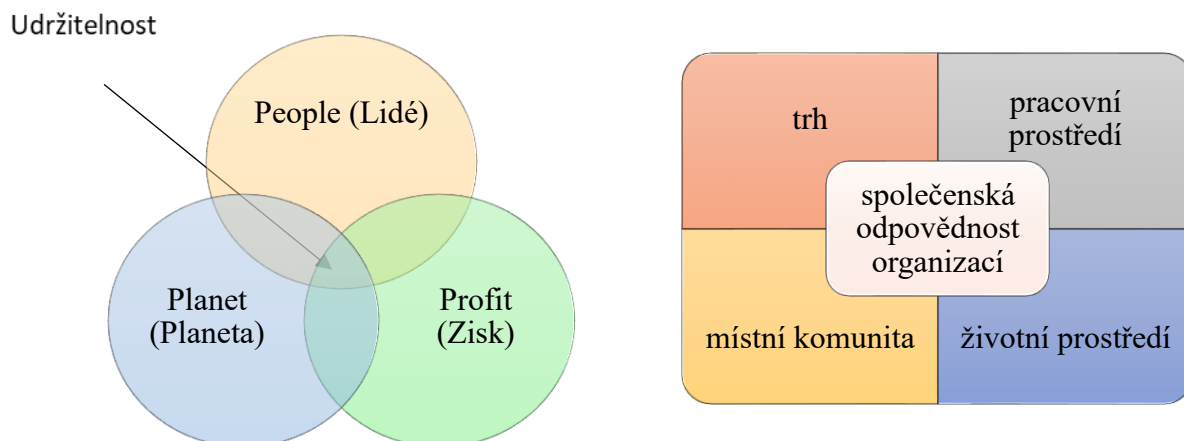 Udržitelnost
People (Lidé)
Planet
(Planeta)
Profit
(Zisk)
trh
pracovní
prostředí
společenská
odpovědnost
organizací
místní komunita
životní prostředí